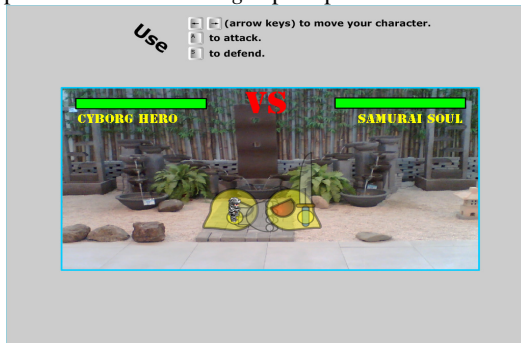 Use
(arrow keys) to move your character.
A to attack.
to defend.
VS
CYBORG HERO
SAMURAI SOUL